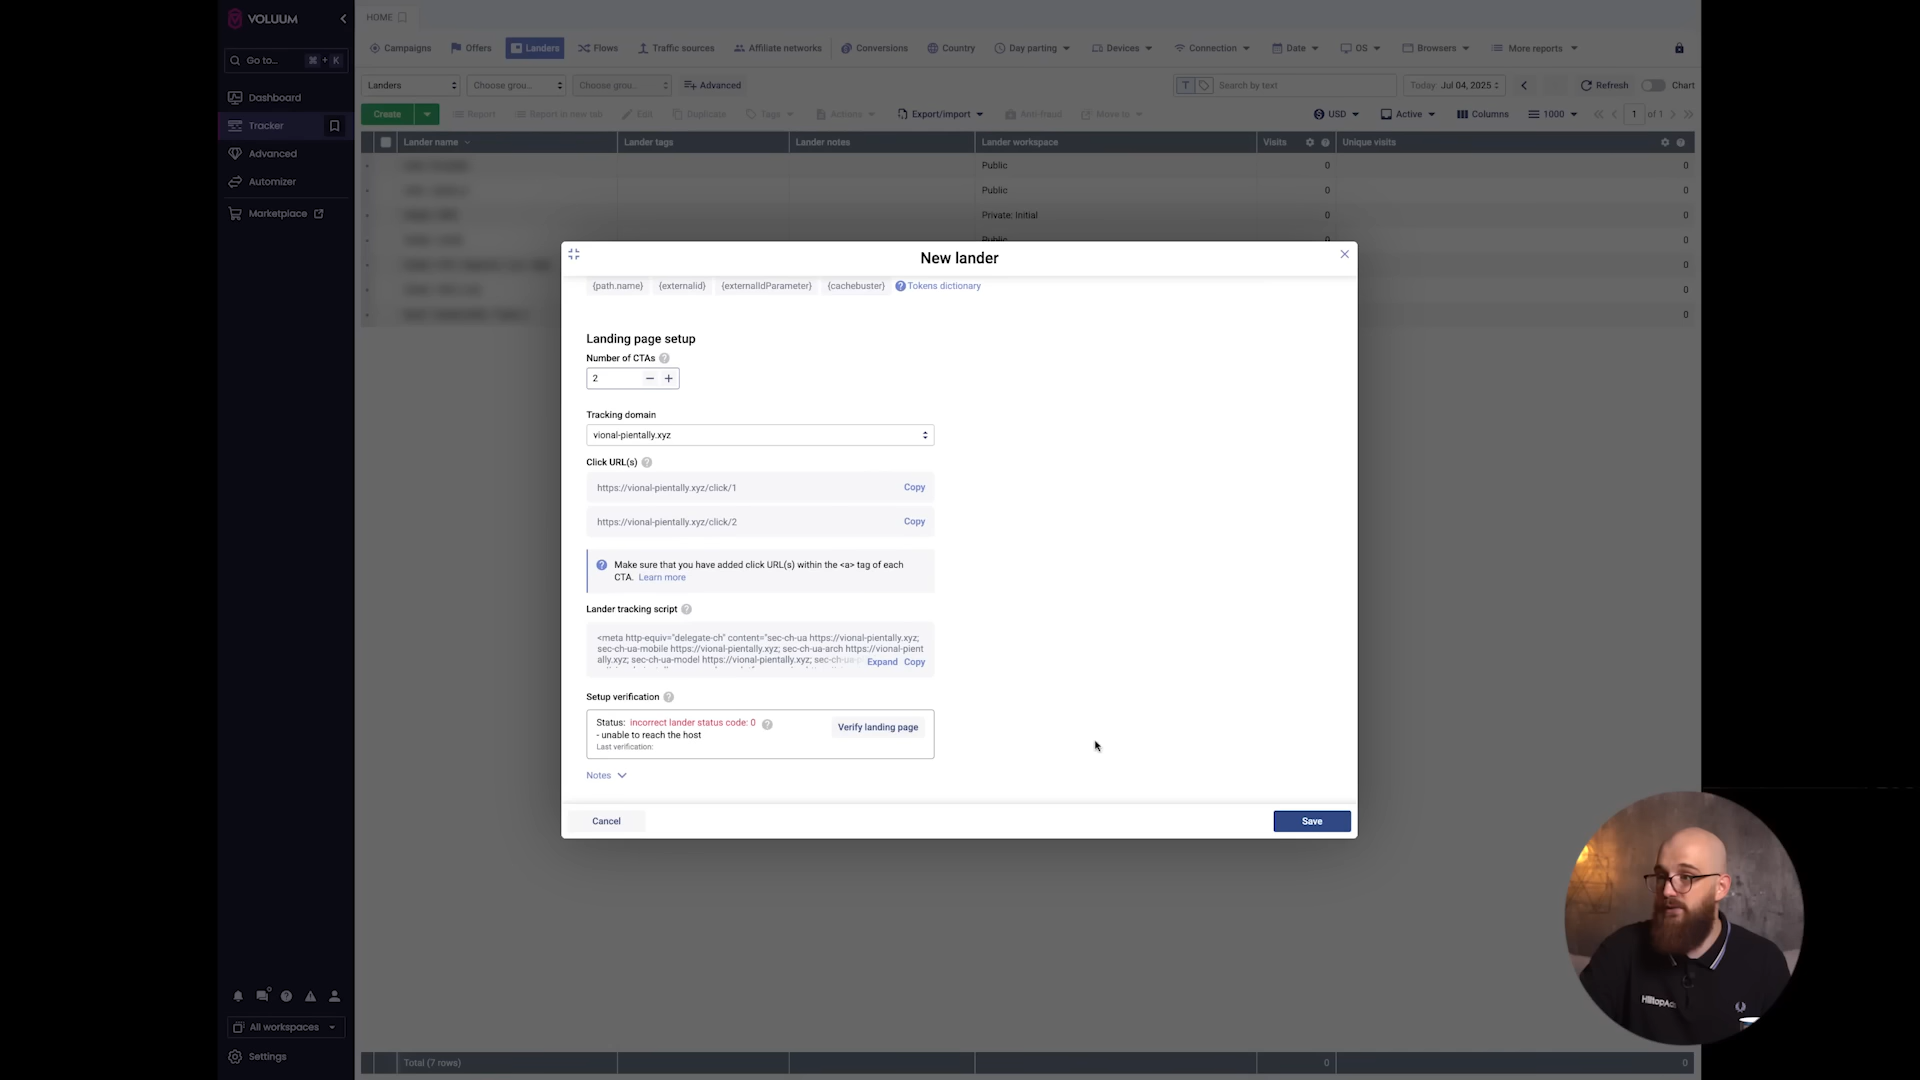 VOLUUM
HOME
Go to... ⌘ + K
Campaigns Offers Landers Flows Traffic sources Affiliate networks Conversions Country Day parting Devices Connection Date OS Browsers More reports
Landers Choose grou... Choose grou... Advanced T Search by text Today Jul 04, 2025 Refresh Chart
Dashboard
Tracker
Advanced
Automizer
Marketplace
Create Report Report in new tab Edit Duplicate Tags Actions Export/import Anti-fraud Move to USD Active Columns 1000 1 of 1
Lander name Lander tags Lander notes Lander workspace Visits Unique visits
Public 0 0
Public 0 0
Private: Initial 0 0
Public 0 0
0
0
0
New lander
{path.name} {externalid} {externalIdParameter} {cachebuster} Tokens dictionary
Landing page setup
Number of CTAs
2 − +
Tracking domain
vional-pientally.xyz
Click URL(s)
https://vional-pientally.xyz/click/1 Copy
https://vional-pientally.xyz/click/2 Copy
Make sure that you have added click URL(s) within the <a> tag of each
CTA. Learn more
Lander tracking script
<meta http-equiv="delegate-ch" content="sec-ch-ua https://vional-pientally.xyz;
sec-ch-ua-mobile https://vional-pientally.xyz; sec-ch-ua-arch https://vional-pient
ally.xyz; sec-ch-ua-model https://vional-pientally.xyz; sec-ch-ua-p
Expand Copy
Setup verification
Status: incorrect lander status code: 0
- unable to reach the host
Last verification:
Verify landing page
Notes
Cancel Save
All workspaces
Settings
Total (7 rows) 0 0